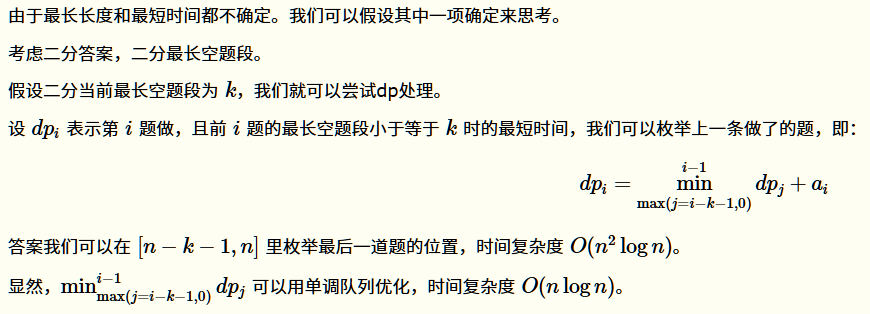 由于最长长度和最短时间都不确定。我们可以假设其中一项确定来思考。
考虑二分答案，二分最长空题段。
假设二分当前最长空题段为 k，我们就可以尝试dp处理。
设 dp_i 表示第 i 题做，且前 i 题的最长空题段小于等于 k 时的最短时间，我们可以枚举上一条做了的题，即：
dp_i = \min_{\max(j=i-k-1,0)}^{i-1} dp_j + a_i
答案我们可以在 [n − k − 1, n] 里枚举最后一道题的位置，时间复杂度 O(n^2 log n)。
显然，\min_{\max(j=i-k-1,0)}^{i-1} dp_j 可以用单调队列优化，时间复杂度 O(n log n)。